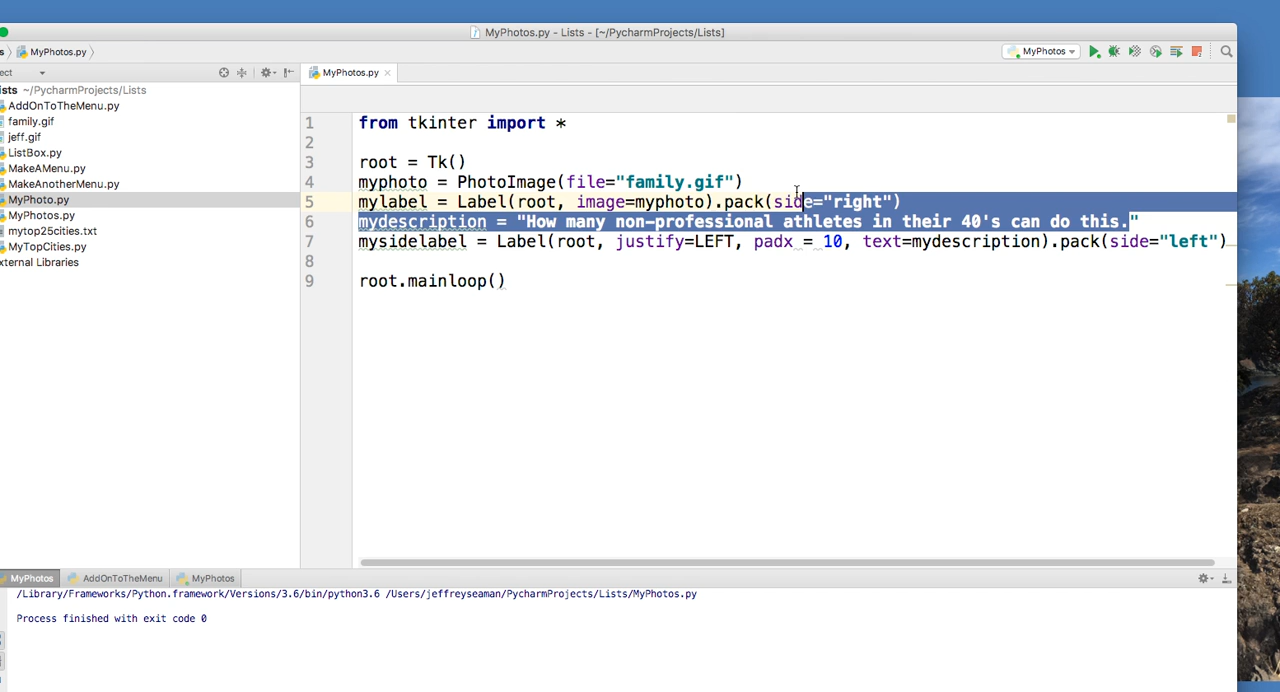 MyPhotos.py - Lists - [~/PycharmProjects/Lists]
s MyPhotos.py
MyPhotos
ect
MyPhotos.py
ists ~/PycharmProjects/Lists
AddOnToTheMenu.py
family.gif
jeff.gif
ListBox.py
MakeAMenu.py
MakeAnotherMenu.py
MyPhoto.py
MyPhotos.py
mytop25cities.txt
MyTopCities.py
xternal Libraries
1 from tkinter import *
2
3 root = Tk()
4 myphoto = PhotoImage(file="family.gif")
5 mylabel = Label(root, image=myphoto).pack(side="right")
6 mydescription = "How many non-professional athletes in their 40's can do this."
7 mysidelabel = Label(root, justify=LEFT, padx = 10, text=mydescription).pack(side="left")
8
9 root.mainloop()
MyPhotos AddOnToTheMenu MyPhotos
/Library/Frameworks/Python.framework/Versions/3.6/bin/python3.6 /Users/jeffreyseaman/PycharmProjects/Lists/MyPhotos.py
Process finished with exit code 0